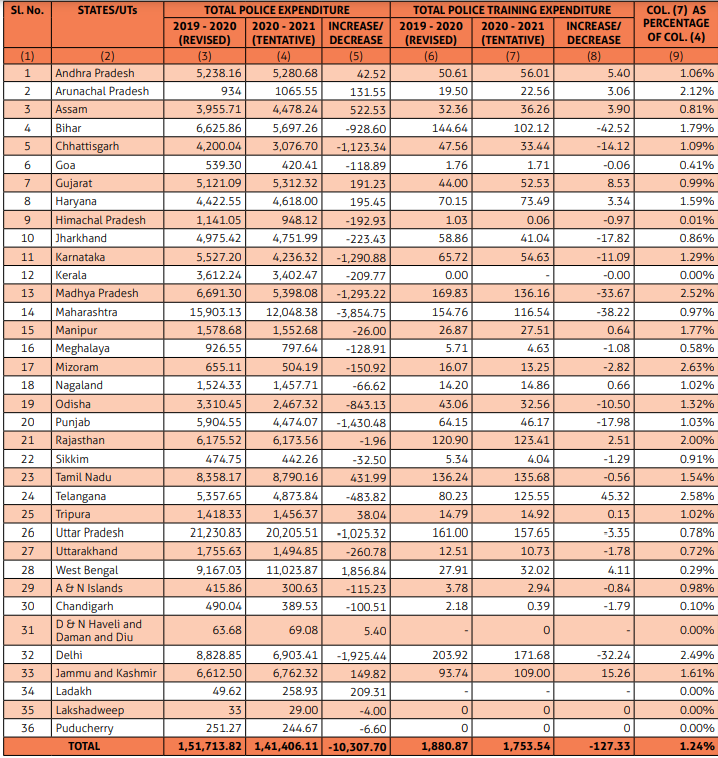 SL. No. STATES/UTs TOTAL POLICE EXPENDITURE TOTAL POLICE TRAINING EXPENDITURE COL. (7) AS PERCENTAGE OF COL. (4)
2019 - 2020 (REVISED) 2020 - 2021 (TENTATIVE) INCREASE/ DECREASE 2019 - 2020 (REVISED) 2020 - 2021 (TENTATIVE) INCREASE/ DECREASE
(1) (2) (3) (4) (5) (6) (7) (8) (9)
1 Andhra Pradesh 5,238.16 5,280.68 42.52 50.61 56.01 5.40 1.06%
2 Arunachal Pradesh 934 1065.55 131.55 19.50 22.56 3.06 2.12%
3 Assam 3,955.71 4,478.24 522.53 32.36 36.26 3.90 0.81%
4 Bihar 6,625.86 5,697.26 -928.60 144.64 102.12 -42.52 1.79%
5 Chhattisgarh 4,200.04 3,076.70 -1,123.34 47.56 33.44 -14.12 1.09%
6 Goa 539.30 420.41 -118.89 1.76 1.71 -0.06 0.41%
7 Gujarat 5,121.09 5,312.32 191.23 44.00 52.53 8.53 0.99%
8 Haryana 4,422.55 4,618.00 195.45 70.15 73.49 3.34 1.59%
9 Himachal Pradesh 1,141.05 948.12 -192.93 1.03 0.06 -0.97 0.01%
10 Jharkhand 4,975.42 4,751.99 -223.43 58.86 41.04 -17.82 0.86%
11 Karnataka 5,527.20 4,236.32 -1,290.88 65.72 54.63 -11.09 1.29%
12 Kerala 3,612.24 3,402.47 -209.77 0.00 - -0.00 0.00%
13 Madhya Pradesh 6,691.30 5,398.08 -1,293.22 169.83 136.16 -33.67 2.52%
14 Maharashtra 15,903.13 12,048.38 -3,854.75 154.76 116.54 -38.22 0.97%
15 Manipur 1,578.68 1,552.68 -26.00 26.87 27.51 0.64 1.77%
16 Meghalaya 926.55 797.64 -128.91 5.71 4.63 -1.08 0.58%
17 Mizoram 655.11 504.19 -150.92 16.07 13.25 -2.82 2.63%
18 Nagaland 1,524.33 1,457.71 -66.62 14.20 14.86 0.66 1.02%
19 Odisha 3,310.45 2,467.32 -843.13 43.06 32.56 -10.50 1.32%
20 Punjab 5,904.55 4,474.07 -1,430.48 64.15 46.17 -17.98 1.03%
21 Rajasthan 6,175.52 6,173.56 -1.96 120.90 123.41 2.51 2.00%
22 Sikkim 474.75 442.26 -32.50 5.34 4.04 -1.29 0.91%
23 Tamil Nadu 8,358.17 8,790.16 431.99 136.24 135.68 -0.56 1.54%
24 Telangana 5,357.65 4,873.84 -483.82 80.23 125.55 45.32 2.58%
25 Tripura 1,418.33 1,456.37 38.04 14.79 14.92 0.13 1.02%
26 Uttar Pradesh 21,230.83 20,205.51 -1,025.32 161.00 157.65 -3.35 0.78%
27 Uttarakhand 1,755.63 1,494.85 -260.78 12.51 10.73 -1.78 0.72%
28 West Bengal 9,167.03 11,023.87 1,856.84 27.91 32.02 4.11 0.29%
29 A & N Islands 415.86 300.63 -115.23 3.78 2.94 -0.84 0.98%
30 Chandigarh 490.04 389.53 -100.51 2.18 0.39 -1.79 0.10%
31 D & N Haveli and Daman and Diu 63.68 69.08 5.40 - 0 - 0.00%
32 Delhi 8,828.85 6,903.41 -1,925.44 203.92 171.68 -32.24 2.49%
33 Jammu and Kashmir 6,612.50 6,762.32 149.82 93.74 109.00 15.26 1.61%
34 Ladakh 49.62 258.93 209.31 - - - 0.00%
35 Lakshadweep 33 29.00 -4.00 0 0 0 0.00%
36 Puducherry 251.27 244.67 -6.60 0 0 0 0.00%
TOTAL 1,51,713.82 1,41,406.11 -10,307.70 1,880.87 1,753.54 -127.33 1.24%